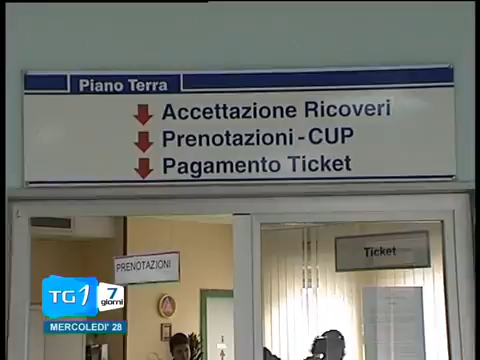 Piano Terra
Accettazione Ricoveri
Prenotazioni-CUP
Pagamento Ticket
PRENOTAZIONI
Ticket
TG1 7 giorni
MERCOLEDI' 28